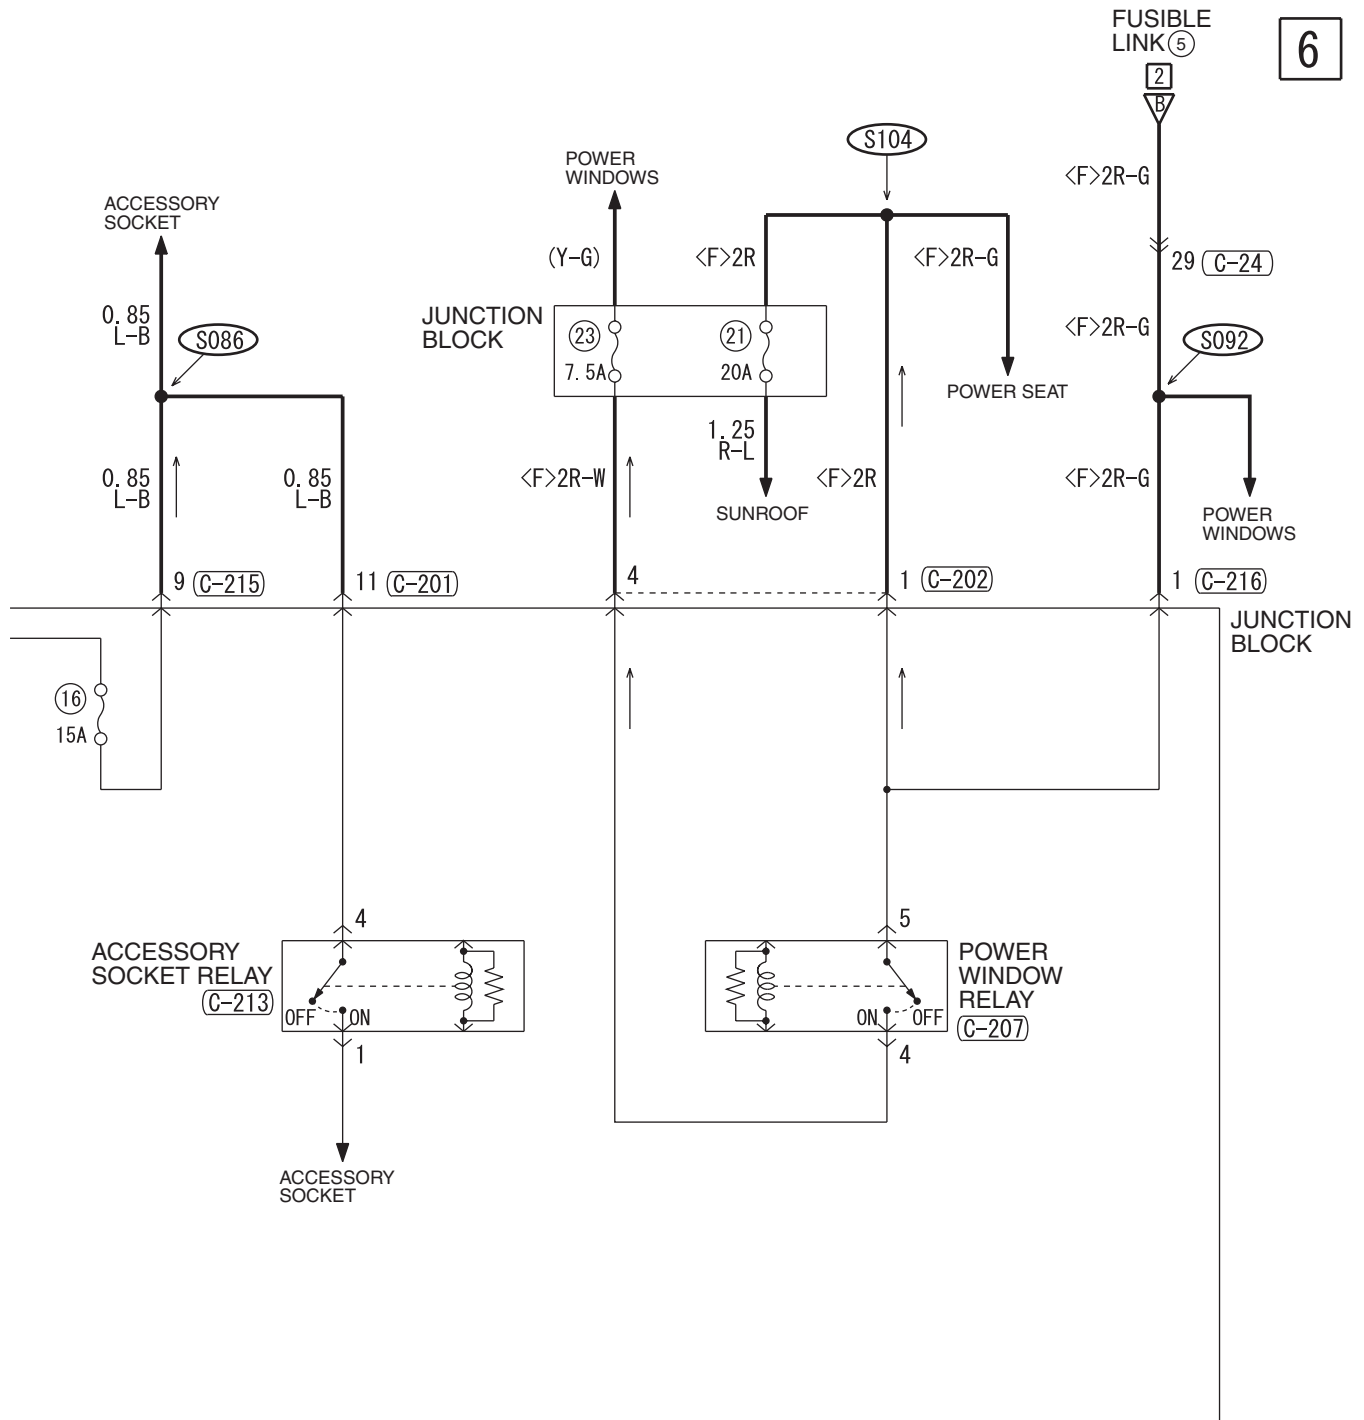 FUSIBLE
LINK 5
6
2
B
S104
POWER
WINDOWS
<F>2R-G
ACCESSORY
SOCKET
(Y-G)
<F>2R
<F>2R-G
29 C-24
0.85
L-B
S086
JUNCTION
BLOCK
23
7.5A
21
20A
<F>2R-G
S092
POWER SEAT
0.85
L-B
0.85
L-B
<F>2R-W
1.25
R-L
SUNROOF
<F>2R
<F>2R-G
POWER
WINDOWS
9 C-215
11 C-201
4
1 C-202
1 C-216
JUNCTION
BLOCK
16
15A
4
5
ACCESSORY
SOCKET RELAY
C-213
OFF
ON
ON
OFF
POWER
WINDOW
RELAY
C-207
1
4
ACCESSORY
SOCKET